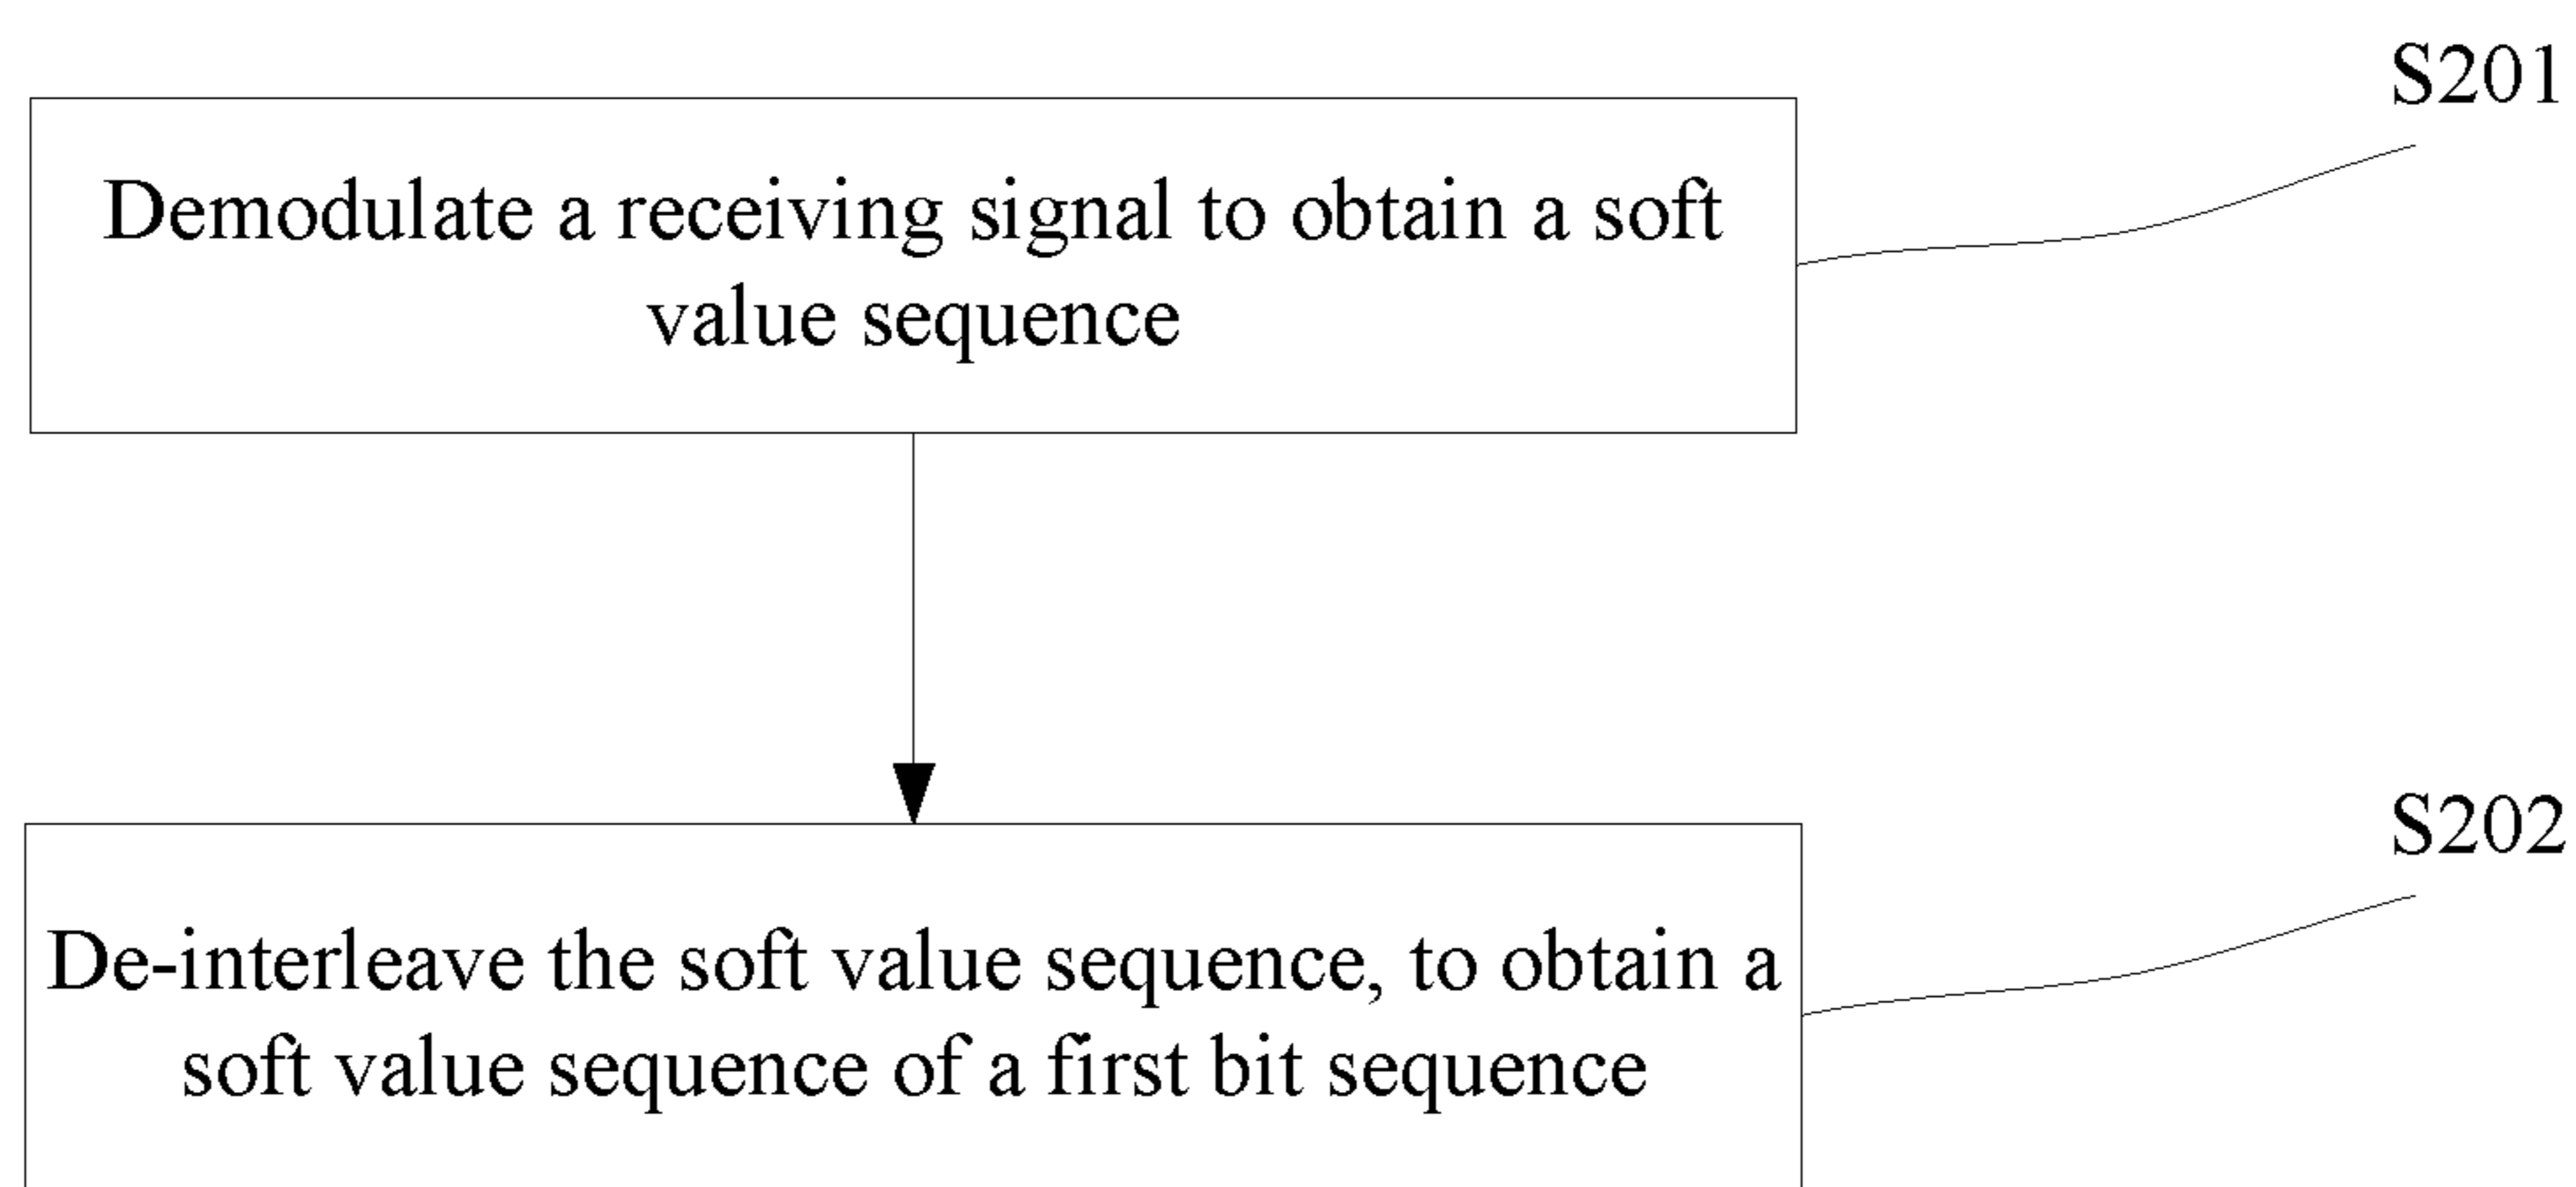 S201
Demodulate a receiving signal to obtain a soft
value sequence
S202
De-interleave the soft value sequence, to obtain a
soft value sequence of a first bit sequence